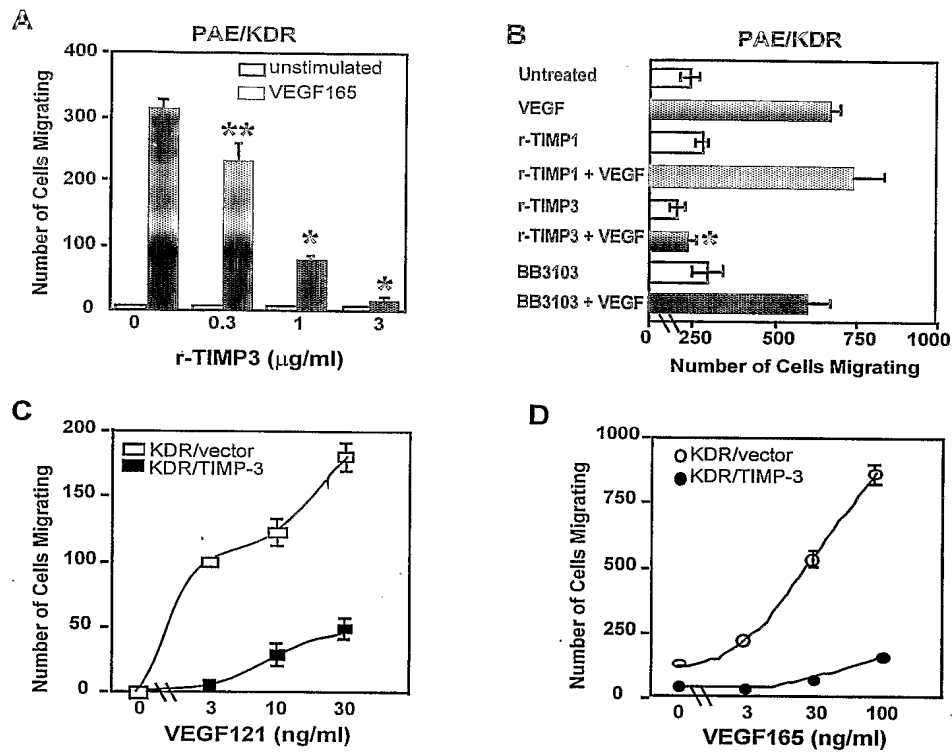 A
PAE/KDR
400
300
200
100
0
Number of Cells Migrating
unstimulated
VEGF165
**
*
*
0 0.3 1 3
r-TIMP3 (µg/ml)
B
PAE/KDR
Untreated
VEGF
r-TIMP1
r-TIMP1 + VEGF
r-TIMP3
r-TIMP3 + VEGF
*
BB3103
BB3103 + VEGF
0 250 500 750 1000
Number of Cells Migrating
C
200
150
100
50
0
Number of Cells Migrating
KDR/vector
KDR/TIMP-3
0 3 10 30
VEGF121 (ng/ml)
D
1000
750
500
250
0
Number of Cells Migrating
KDR/vector
KDR/TIMP-3
0 3 30 100
VEGF165 (ng/ml)